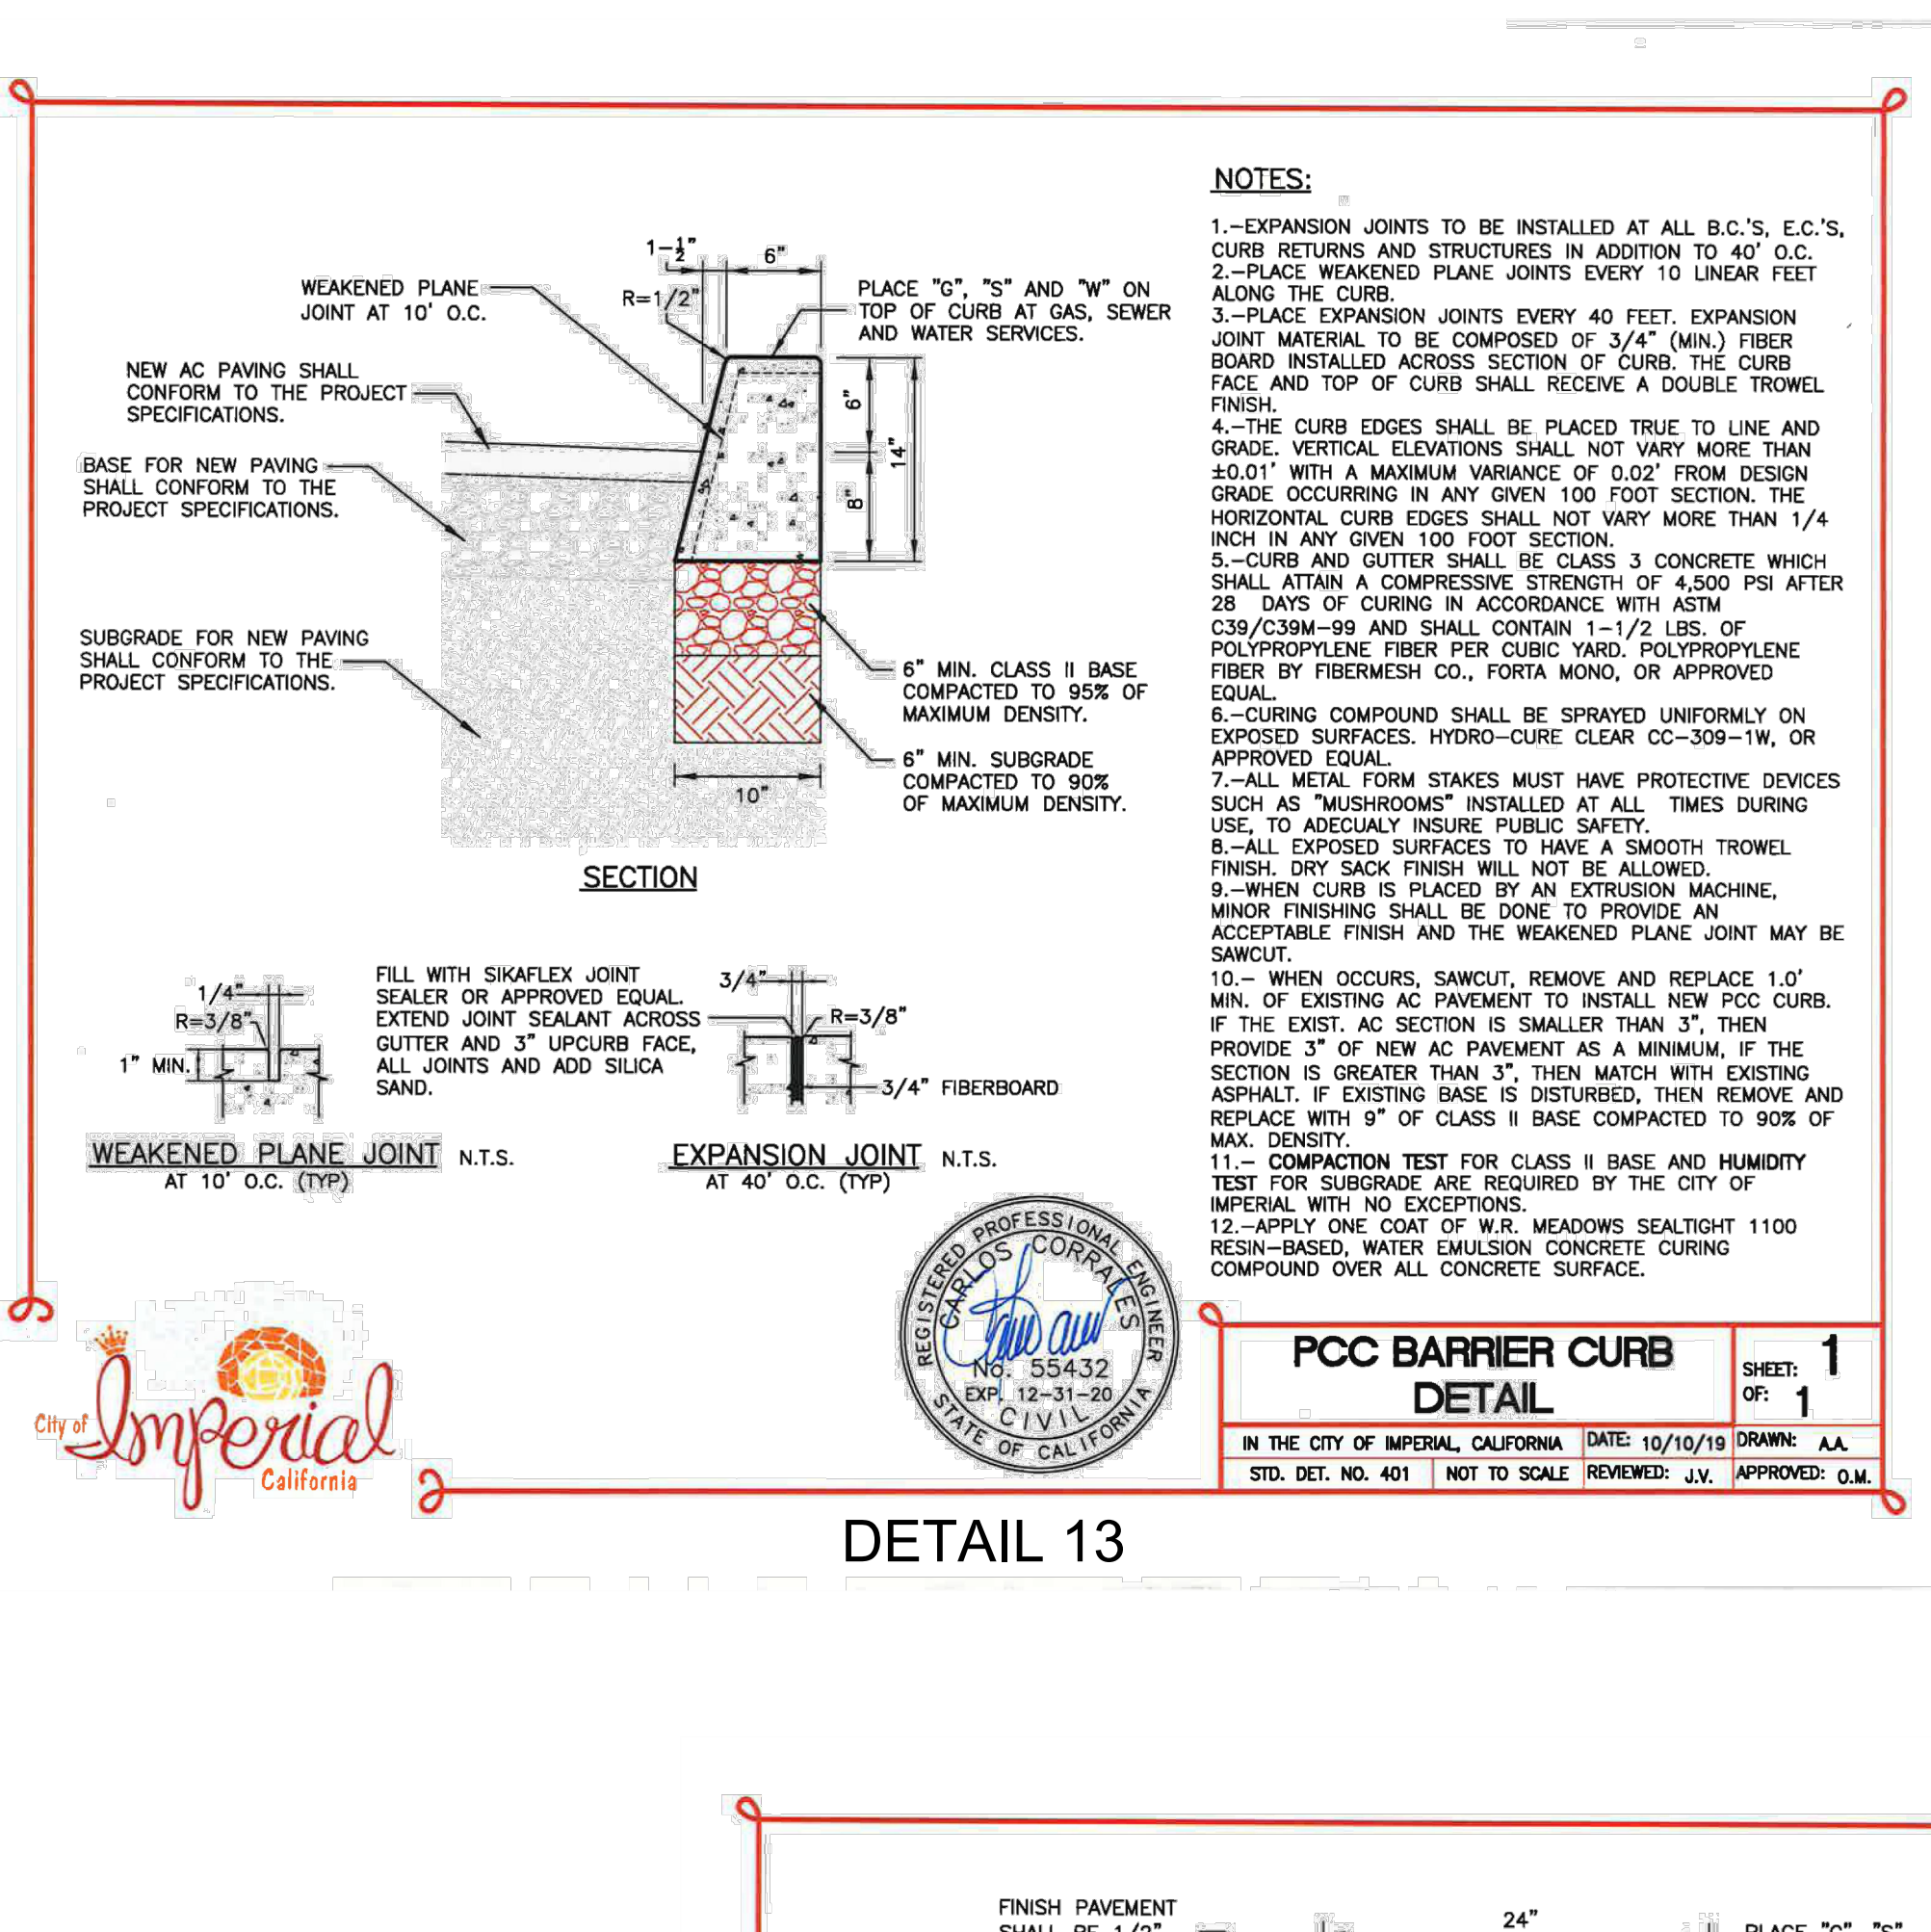 1-1/2"
6"
WEAKENED PLANE
JOINT AT 10' O.C.
R=1/2"
PLACE "G", "S" AND "W" ON
TOP OF CURB AT GAS, SEWER
AND WATER SERVICES.
NEW AC PAVING SHALL
CONFORM TO THE PROJECT
SPECIFICATIONS.
BASE FOR NEW PAVING
SHALL CONFORM TO THE
PROJECT SPECIFICATIONS.
6"
8"
14"
SUBGRADE FOR NEW PAVING
SHALL CONFORM TO THE
PROJECT SPECIFICATIONS.
6" MIN. CLASS II BASE
COMPACTED TO 95% OF
MAXIMUM DENSITY.
6" MIN. SUBGRADE
COMPACTED TO 90%
OF MAXIMUM DENSITY.
10"
SECTION
1/4"
R=3/8"
1" MIN.
FILL WITH SIKAFLEX JOINT
SEALER OR APPROVED EQUAL.
EXTEND JOINT SEALANT ACROSS
GUTTER AND 3" UPCURB FACE,
ALL JOINTS AND ADD SILICA
SAND.
3/4"
R=3/8"
3/4" FIBERBOARD
WEAKENED PLANE JOINT N.T.S.
AT 10' O.C. (TYP)
EXPANSION JOINT N.T.S.
AT 40' O.C. (TYP)
NOTES:
1.-EXPANSION JOINTS TO BE INSTALLED AT ALL B.C.'S, E.C.'S,
CURB RETURNS AND STRUCTURES IN ADDITION TO 40' O.C.
2.-PLACE WEAKENED PLANE JOINTS EVERY 10 LINEAR FEET
ALONG THE CURB.
3.-PLACE EXPANSION JOINTS EVERY 40 FEET. EXPANSION
JOINT MATERIAL TO BE COMPOSED OF 3/4" (MIN.) FIBER
BOARD INSTALLED ACROSS SECTION OF CURB. THE CURB
FACE AND TOP OF CURB SHALL RECEIVE A DOUBLE TROWEL
FINISH.
4.-THE CURB EDGES SHALL BE PLACED TRUE TO LINE AND
GRADE. VERTICAL ELEVATIONS SHALL NOT VARY MORE THAN
±0.01' WITH A MAXIMUM VARIANCE OF 0.02' FROM DESIGN
GRADE OCCURRING IN ANY GIVEN 100 FOOT SECTION. THE
HORIZONTAL CURB EDGES SHALL NOT VARY MORE THAN 1/4
INCH IN ANY GIVEN 100 FOOT SECTION.
5.-CURB AND GUTTER SHALL BE CLASS 3 CONCRETE WHICH
SHALL ATTAIN A COMPRESSIVE STRENGTH OF 4,500 PSI AFTER
28 DAYS OF CURING IN ACCORDANCE WITH ASTM
C39/C39M-99 AND SHALL CONTAIN 1-1/2 LBS. OF
POLYPROPYLENE FIBER PER CUBIC YARD. POLYPROPYLENE
FIBER BY FIBERMESH CO., FORTA MONO, OR APPROVED
EQUAL.
6.-CURING COMPOUND SHALL BE SPRAYED UNIFORMLY ON
EXPOSED SURFACES. HYDRO-CURE CLEAR CC-309-1W, OR
APPROVED EQUAL.
7.-ALL METAL FORM STAKES MUST HAVE PROTECTIVE DEVICES
SUCH AS "MUSHROOMS" INSTALLED AT ALL TIMES DURING
USE, TO ADECUALY INSURE PUBLIC SAFETY.
8.-ALL EXPOSED SURFACES TO HAVE A SMOOTH TROWEL
FINISH. DRY SACK FINISH WILL NOT BE ALLOWED.
9.-WHEN CURB IS PLACED BY AN EXTRUSION MACHINE,
MINOR FINISHING SHALL BE DONE TO PROVIDE AN
ACCEPTABLE FINISH AND THE WEAKENED PLANE JOINT MAY BE
SAWCUT.
10.- WHEN OCCURS, SAWCUT, REMOVE AND REPLACE 1.0'
MIN. OF EXISTING AC PAVEMENT TO INSTALL NEW PCC CURB.
IF THE EXIST. AC SECTION IS SMALLER THAN 3", THEN
PROVIDE 3" OF NEW AC PAVEMENT AS A MINIMUM, IF THE
SECTION IS GREATER THAN 3", THEN MATCH WITH EXISTING
ASPHALT. IF EXISTING BASE IS DISTURBED, THEN REMOVE AND
REPLACE WITH 9" OF CLASS II BASE COMPACTED TO 90% OF
MAX. DENSITY.
11.- COMPACTION TEST FOR CLASS II BASE AND HUMIDITY
TEST FOR SUBGRADE ARE REQUIRED BY THE CITY OF
IMPERIAL WITH NO EXCEPTIONS.
12.-APPLY ONE COAT OF W.R. MEADOWS SEALTIGHT 1100
RESIN-BASED, WATER EMULSION CONCRETE CURING
COMPOUND OVER ALL CONCRETE SURFACE.
City of
Imperial
California
REGISTERED PROFESSIONAL ENGINEER
CARLOS CORRALES
No. 55432
EXP. 12-31-20
CIVIL
STATE OF CALIFORNIA
PCC BARRIER CURB
DETAIL
SHEET: 1
OF: 1
IN THE CITY OF IMPERIAL, CALIFORNIA
DATE: 10/10/19
DRAWN: A.A.
STD. DET. NO. 401
NOT TO SCALE
REVIEWED: J.V.
APPROVED: O.M.
DETAIL 13
FINISH PAVEMENT
SHALL BE 1/2"
24"
PLACE "G", "S"